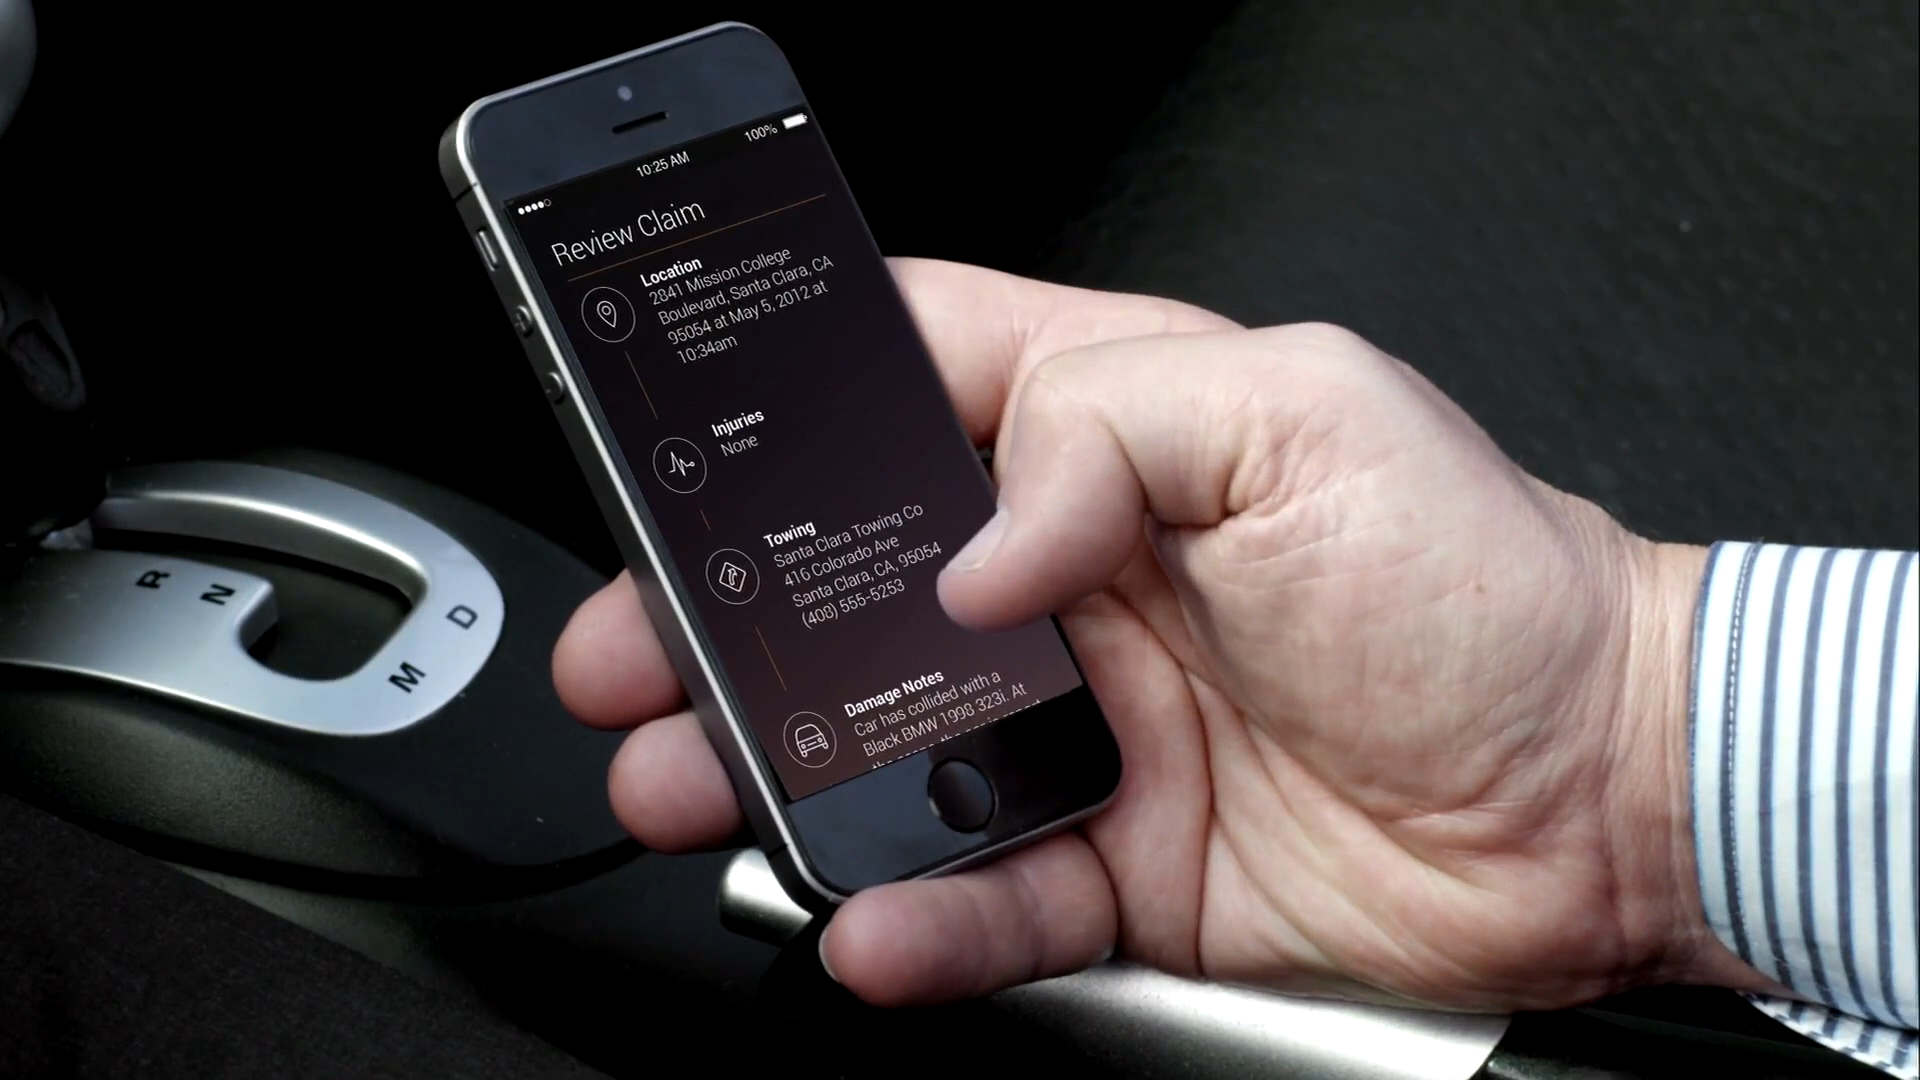 100%
10:25 AM
Review Claim
Location
2841 Mission College
Boulevard, Santa Clara, CA
95054 at May 5, 2012 at
10:34am
Injuries
None
Towing
Santa Clara Towing Co
416 Colorado Ave
Santa Clara, CA, 95054
(408) 555-5253
Damage Notes
Car has collided with a
Black BMW 1998 323i. At
R
N
D
M